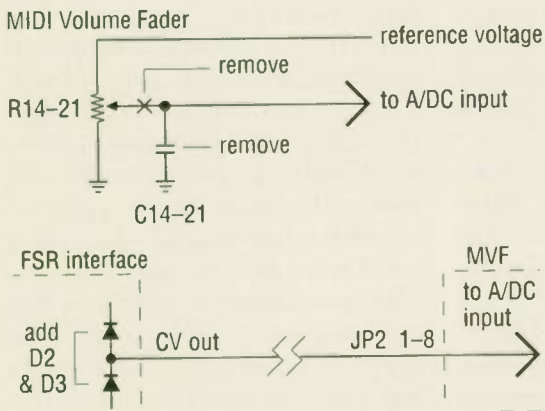 MIDI Volume Fader
reference voltage
remove
R14–21
to A/DC input
remove
C14–21
FSR interface
MVF
to A/DC
input
add
D2
& D3
CV out
JP2 1–8